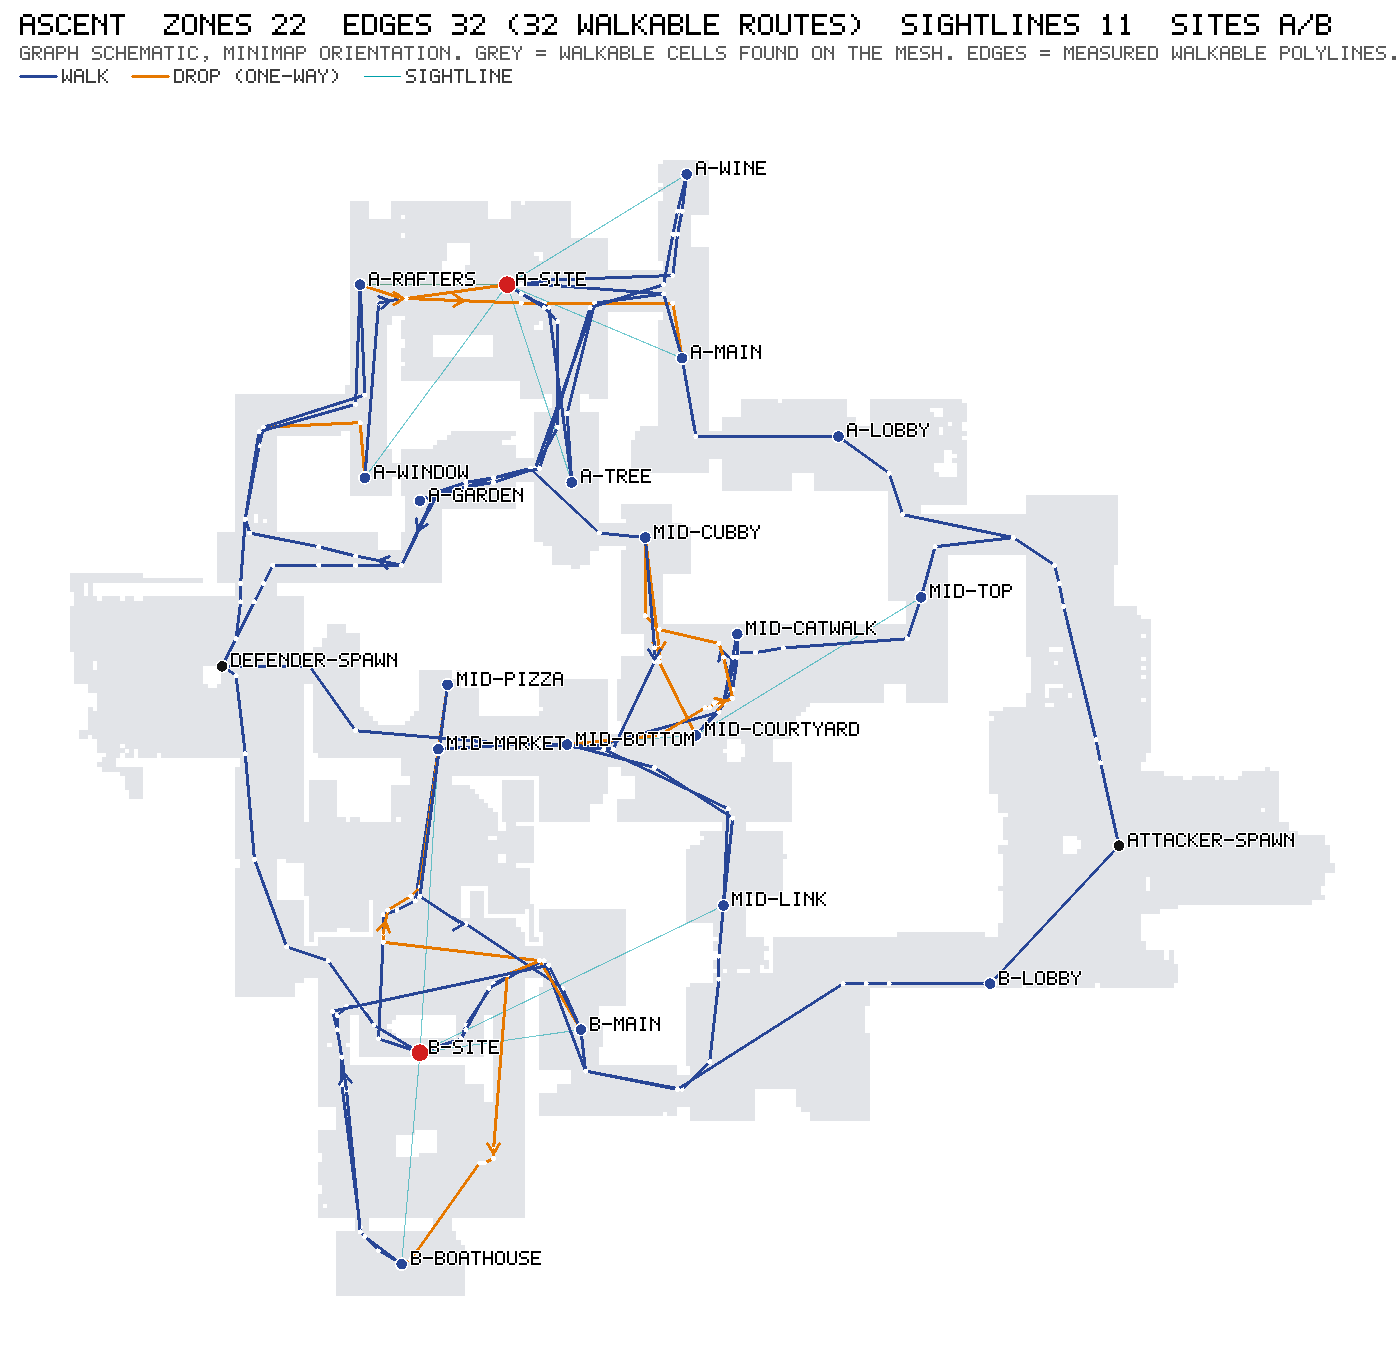 ASCENT  ZONES 22  EDGES 32 (32 WALKABLE ROUTES)  SIGHTLINES 11  SITES A/B
GRAPH SCHEMATIC, MINIMAP ORIENTATION. GREY = WALKABLE CELLS FOUND ON THE MESH. EDGES = MEASURED WALKABLE POLYLINES.
WALK  DROP (ONE-WAY)  SIGHTLINE
A-WINE
A-RAFTERS
A-SITE
A-MAIN
A-LOBBY
A-WINDOW
A-TREE
A-GARDEN
MID-CUBBY
MID-TOP
MID-CATWALK
DEFENDER-SPAWN
MID-PIZZA
MID-COURTYARD
MID-MARKET
MID-BOTTOM
ATTACKER-SPAWN
MID-LINK
B-LOBBY
B-MAIN
B-SITE
B-BOATHOUSE